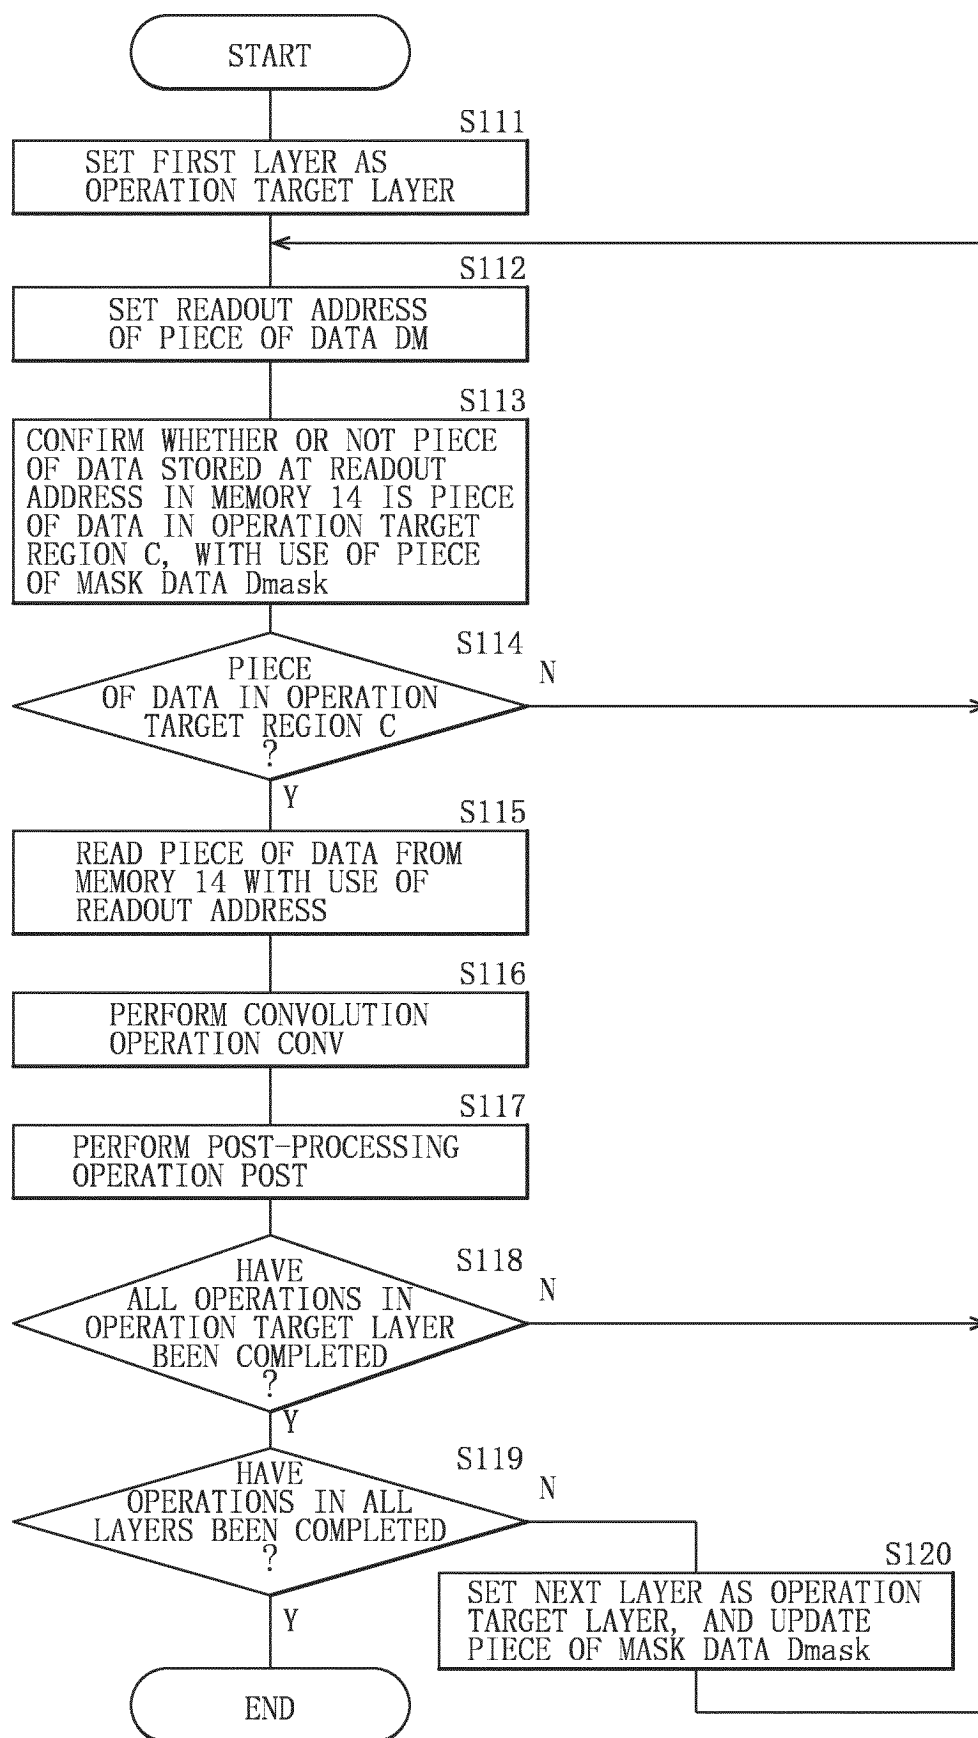 START
S111
SET FIRST LAYER AS
OPERATION TARGET LAYER
S112
SET READOUT ADDRESS
OF PIECE OF DATA DM
S113
CONFIRM WHETHER OR NOT PIECE
OF DATA STORED AT READOUT
ADDRESS IN MEMORY 14 IS PIECE
OF DATA IN OPERATION TARGET
REGION C, WITH USE OF PIECE
OF MASK DATA Dmask
S114
PIECE
OF DATA IN OPERATION
TARGET REGION C
?
N
Y
S115
READ PIECE OF DATA FROM
MEMORY 14 WITH USE OF
READOUT ADDRESS
S116
PERFORM CONVOLUTION
OPERATION CONV
S117
PERFORM POST-PROCESSING
OPERATION POST
S118
HAVE
ALL OPERATIONS IN
OPERATION TARGET LAYER
BEEN COMPLETED
?
N
Y
S119
HAVE
OPERATIONS IN ALL
LAYERS BEEN COMPLETED
?
N
Y
S120
SET NEXT LAYER AS OPERATION
TARGET LAYER, AND UPDATE
PIECE OF MASK DATA Dmask
END